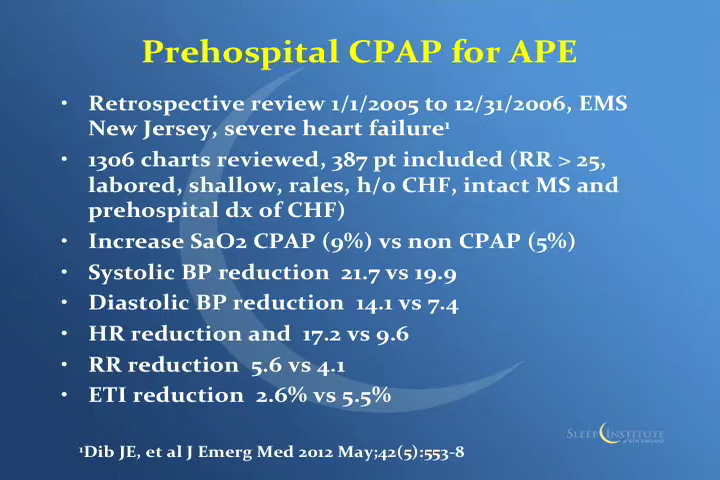 Prehospital CPAP for APE
• Retrospective review 1/1/2005 to 12/31/2006, EMS
New Jersey, severe heart failure¹
• 1306 charts reviewed, 387 pt included (RR > 25,
labored, shallow, rales, h/o CHF, intact MS and
prehospital dx of CHF)
• Increase SaO2 CPAP (9%) vs non CPAP (5%)
• Systolic BP reduction 21.7 vs 19.9
• Diastolic BP reduction 14.1 vs 7.4
• HR reduction and 17.2 vs 9.6
• RR reduction 5.6 vs 4.1
• ETI reduction 2.6% vs 5.5%
SLEEP INSTITUTE
of NEW ENGLAND
¹Dib JE, et al J Emerg Med 2012 May;42(5):553-8